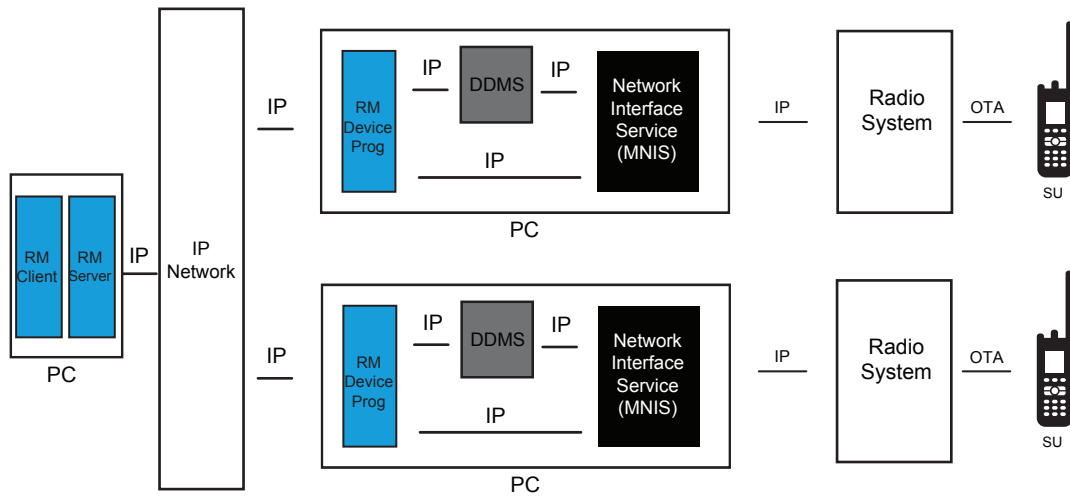 RM
Client
RM
Server
PC
IP
IP
Network
IP
RM
Device
Prog
IP
DDMS
IP
IP
Network
Interface
Service
(MNIS)
PC
IP
Radio
System
OTA
SU
IP
RM
Device
Prog
IP
DDMS
IP
IP
Network
Interface
Service
(MNIS)
PC
IP
Radio
System
OTA
SU